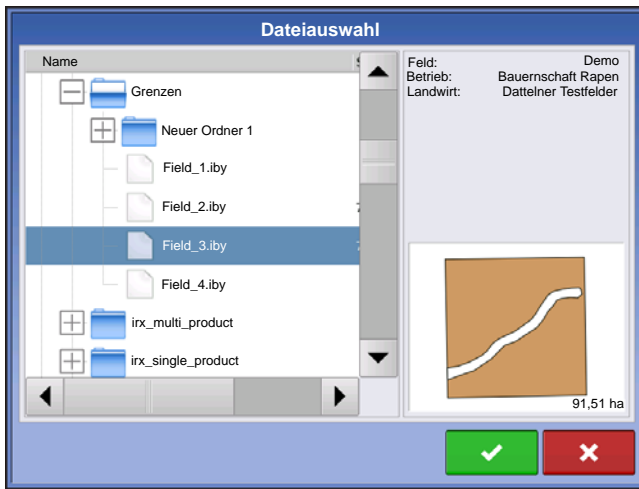 Dateiauswahl
Name
Grenzen
Neuer Ordner 1
Field_1.iby
Field_2.iby
Field_3.iby
Field_4.iby
irx_multi_product
irx_single_product
Feld: Demo
Betrieb: Bauernschaft Rapen
Landwirt: Dattelner Testfelder
91,51 ha